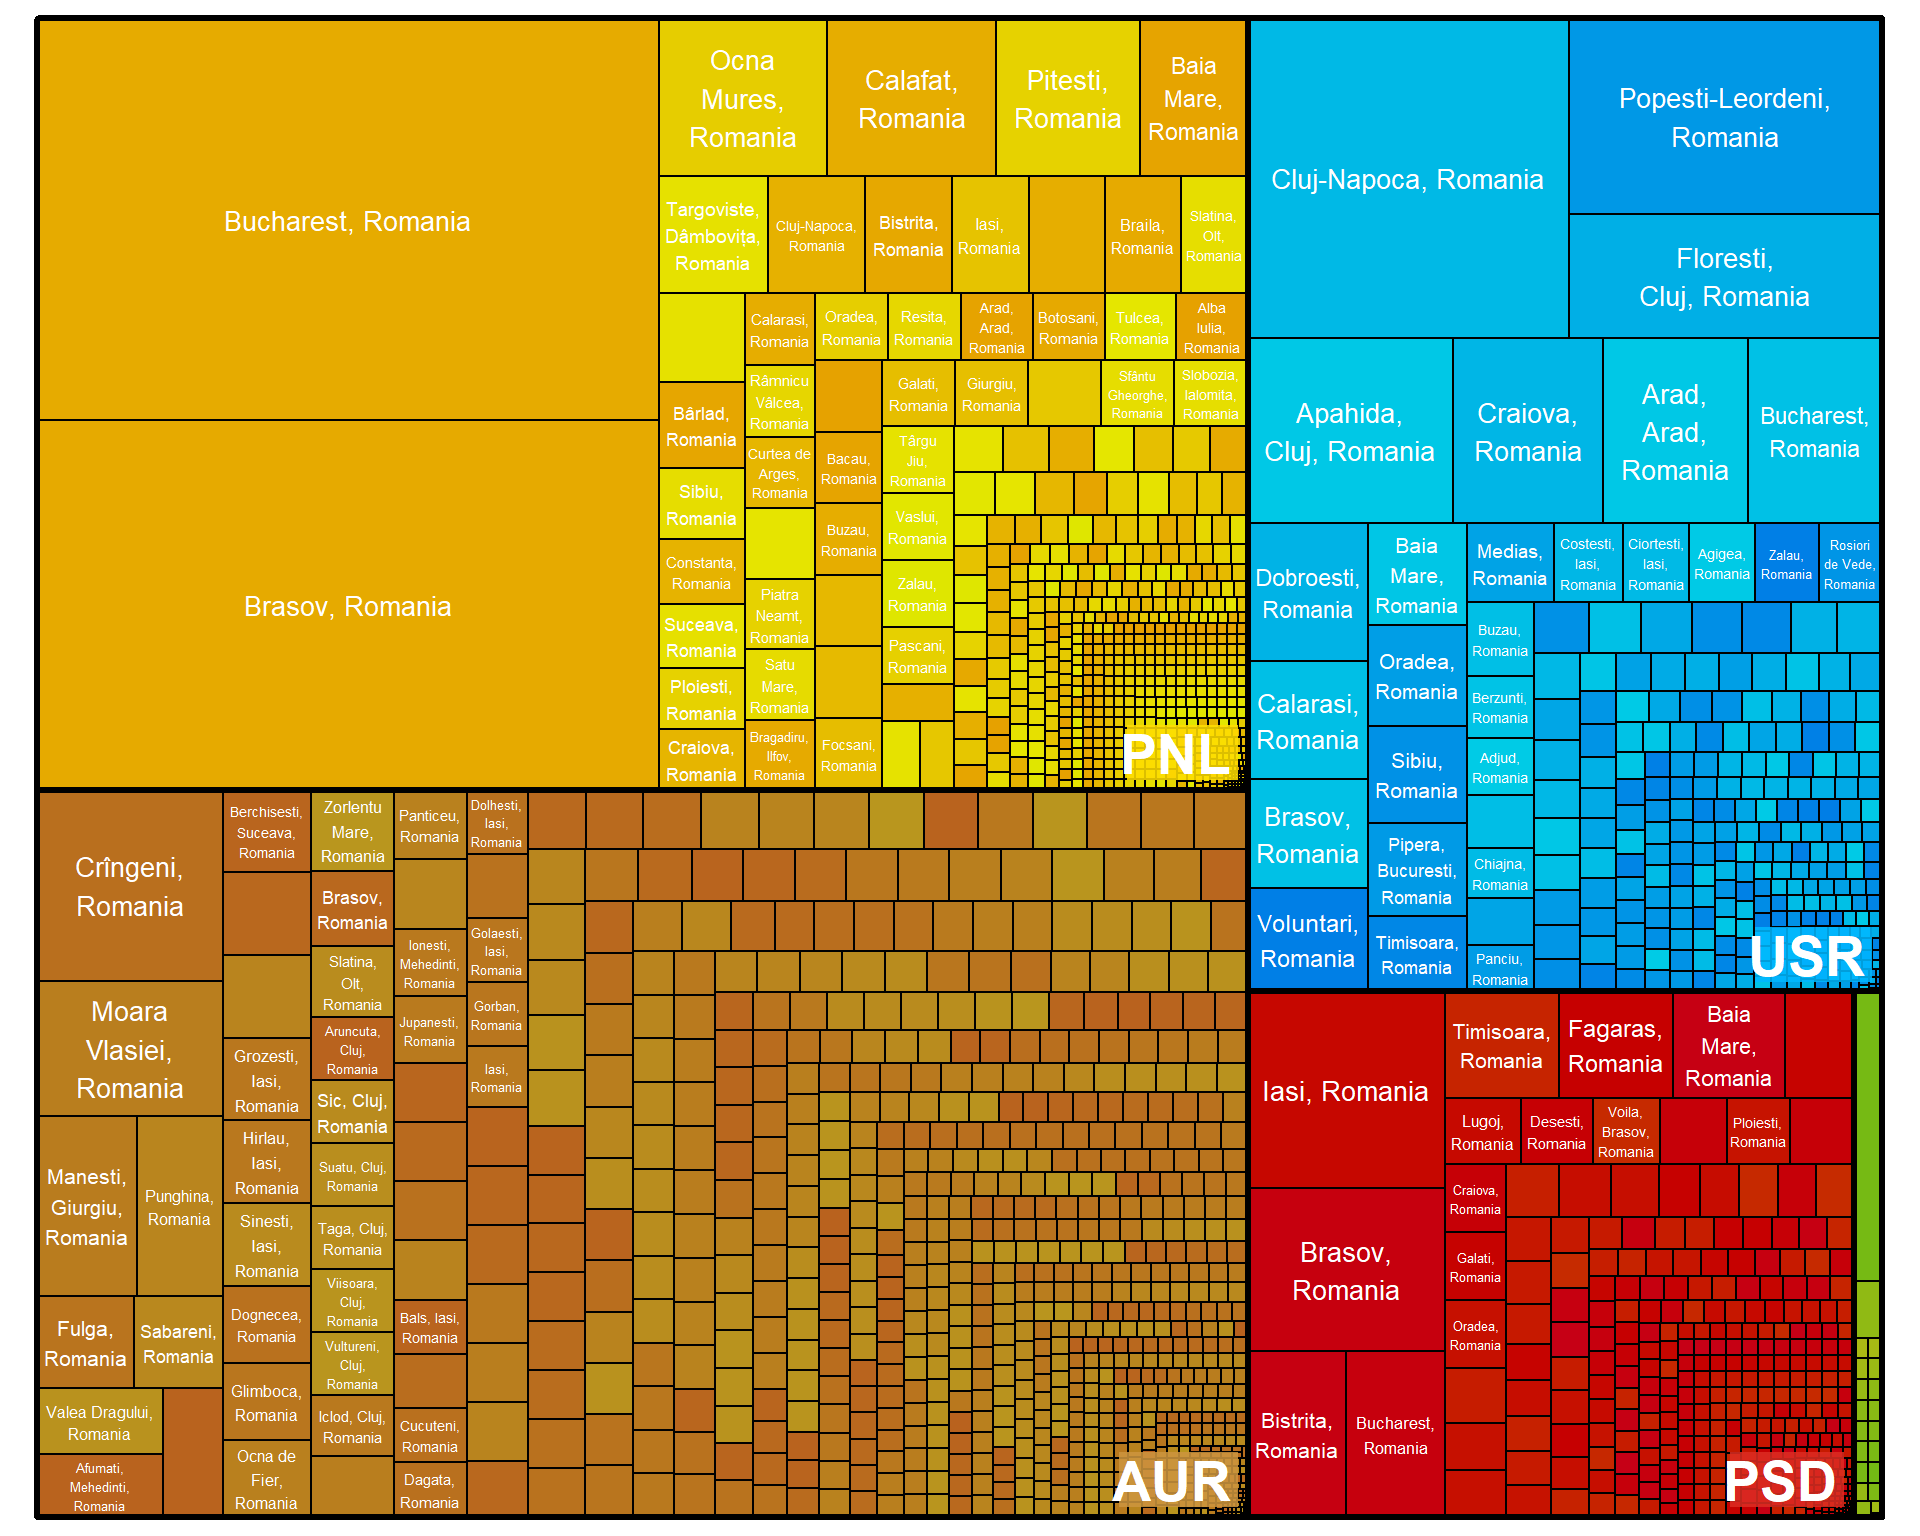 Bucharest, Romania
Brasov, Romania
Ocna
Mures,
Romania
Calafat,
Romania
Pitesti,
Romania
Baia
Mare,
Romania
Targoviste,
Dâmbovița,
Romania
Cluj-Napoca,
Romania
Bistrita,
Romania
Iasi,
Romania
Braila,
Romania
Slatina,
Olt,
Romania
Bârlad,
Romania
Sibiu,
Romania
Constanta,
Romania
Suceava,
Romania
Ploiesti,
Romania
Craiova,
Romania
Calarasi,
Romania
Râmnicu
Vâlcea,
Romania
Curtea de
Arges,
Romania
Piatra
Neamt,
Romania
Satu
Mare,
Romania
Bragadiru,
Ilfov,
Romania
Oradea,
Romania
Resita,
Romania
Arad,
Arad,
Romania
Botosani,
Romania
Tulcea,
Romania
Alba
Iulia,
Romania
Bacau,
Romania
Buzau,
Romania
Focsani,
Romania
Galati,
Romania
Giurgiu,
Romania
Sfântu
Gheorghe,
Romania
Slobozia,
Ialomita,
Romania
Târgu
Jiu,
Romania
Vaslui,
Romania
Zalau,
Romania
Pascani,
Romania
PNL
Cluj-Napoca, Romania
Popesti-Leordeni,
Romania
Floresti,
Cluj, Romania
Apahida,
Cluj, Romania
Craiova,
Romania
Arad,
Arad,
Romania
Bucharest,
Romania
Dobroesti,
Romania
Calarasi,
Romania
Brasov,
Romania
Voluntari,
Romania
Baia
Mare,
Romania
Oradea,
Romania
Sibiu,
Romania
Pipera,
Bucuresti,
Romania
Timisoara,
Romania
Medias,
Romania
Costesti,
Iasi,
Romania
Ciortesti,
Iasi,
Romania
Agigea,
Romania
Zalau,
Romania
Rosiori
de Vede,
Romania
Buzau,
Romania
Berzunti,
Romania
Adjud,
Romania
Chiajna,
Romania
Panciu,
Romania
USR
Crîngeni,
Romania
Moara
Vlasiei,
Romania
Manesti,
Giurgiu,
Romania
Punghina,
Romania
Fulga,
Romania
Sabareni,
Romania
Valea Dragului,
Romania
Afumati,
Mehedinti,
Romania
Berchisesti,
Suceava,
Romania
Grozesti,
Iasi,
Romania
Hirlau,
Iasi,
Romania
Sinesti,
Iasi,
Romania
Dognecea,
Romania
Glimboca,
Romania
Ocna de
Fier,
Romania
Zorlentu
Mare,
Romania
Brasov,
Romania
Slatina,
Olt,
Romania
Aruncuta,
Cluj,
Romania
Sic, Cluj,
Romania
Suatu, Cluj,
Romania
Taga, Cluj,
Romania
Viisoara,
Cluj,
Romania
Vultureni,
Cluj,
Romania
Iclod, Cluj,
Romania
Panticeu,
Romania
Ionesti,
Mehedinti,
Romania
Jupanesti,
Romania
Bals, Iasi,
Romania
Cucuteni,
Romania
Dagata,
Romania
Dolhesti,
Iasi,
Romania
Golaesti,
Iasi,
Romania
Gorban,
Romania
Iasi,
Romania
AUR
Iasi, Romania
Brasov,
Romania
Bistrita,
Romania
Bucharest,
Romania
Timisoara,
Romania
Fagaras,
Romania
Baia
Mare,
Romania
Lugoj,
Romania
Desesti,
Romania
Voila,
Brasov,
Romania
Ploiesti,
Romania
Craiova,
Romania
Galati,
Romania
Oradea,
Romania
PSD